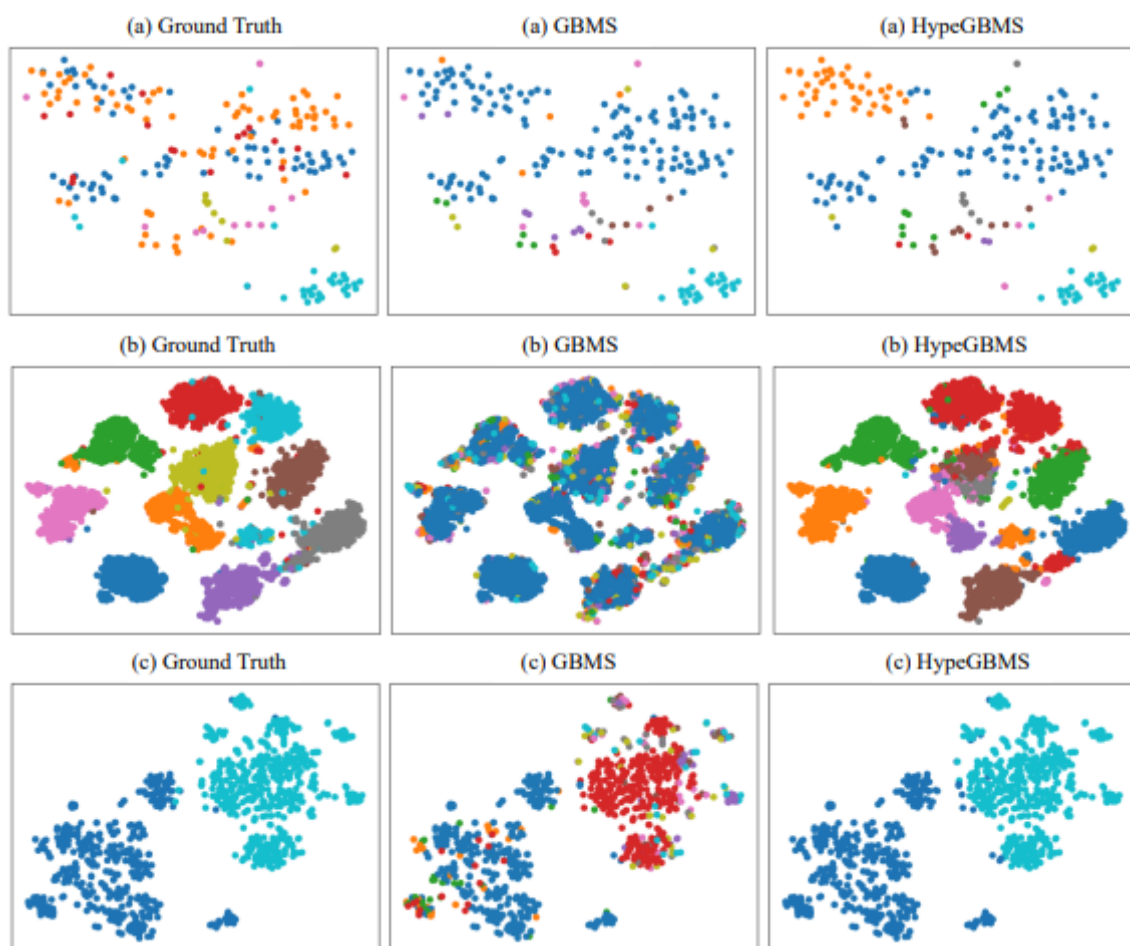 (a) Ground Truth
(a) GBMS
(a) HypeGBMS
(b) Ground Truth
(b) GBMS
(b) HypeGBMS
(c) Ground Truth
(c) GBMS
(c) HypeGBMS